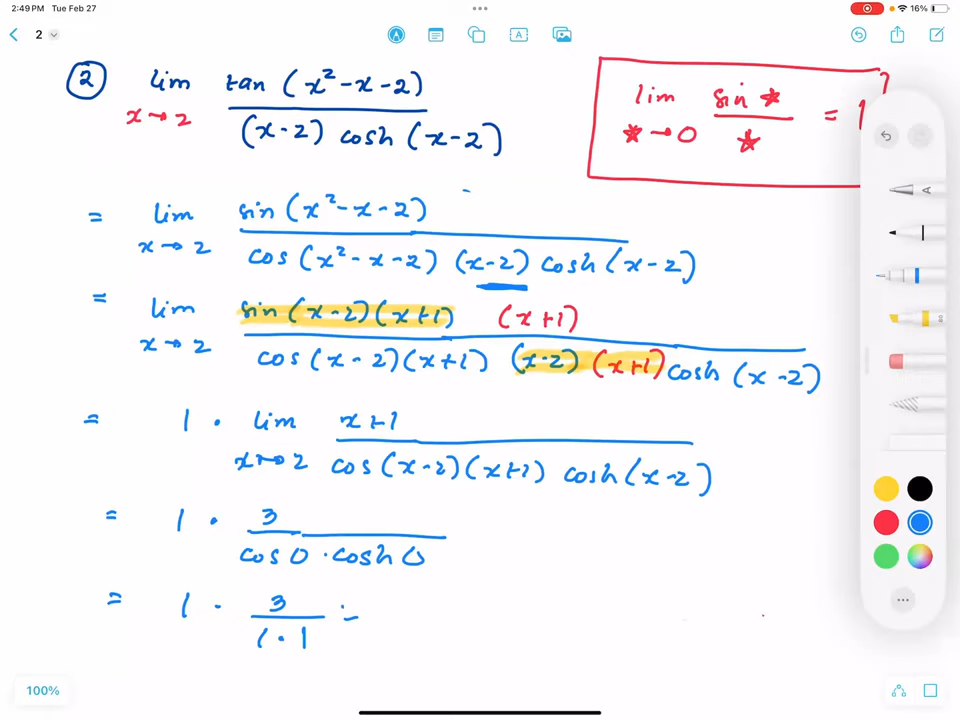 2:49 PM Tue Feb 27
16%
2
② lim x→2 tan (x² - x - 2) / (x-2) cosh (x-2)
lim ★→0 sin ★ / ★ = 1
= lim x→2 sin (x² - x - 2) / cos (x² - x - 2) (x-2) cosh (x-2)
= lim x→2 sin (x-2)(x+1) (x+1) / cos (x-2)(x+1) (x-2) (x+1) cosh (x-2)
= 1 · lim x→2 x+1 / cos (x-2)(x+1) cosh (x-2)
= 1 · 3 / cos 0 · cosh 0
= 1 · 3 / 1 · 1 =
100%